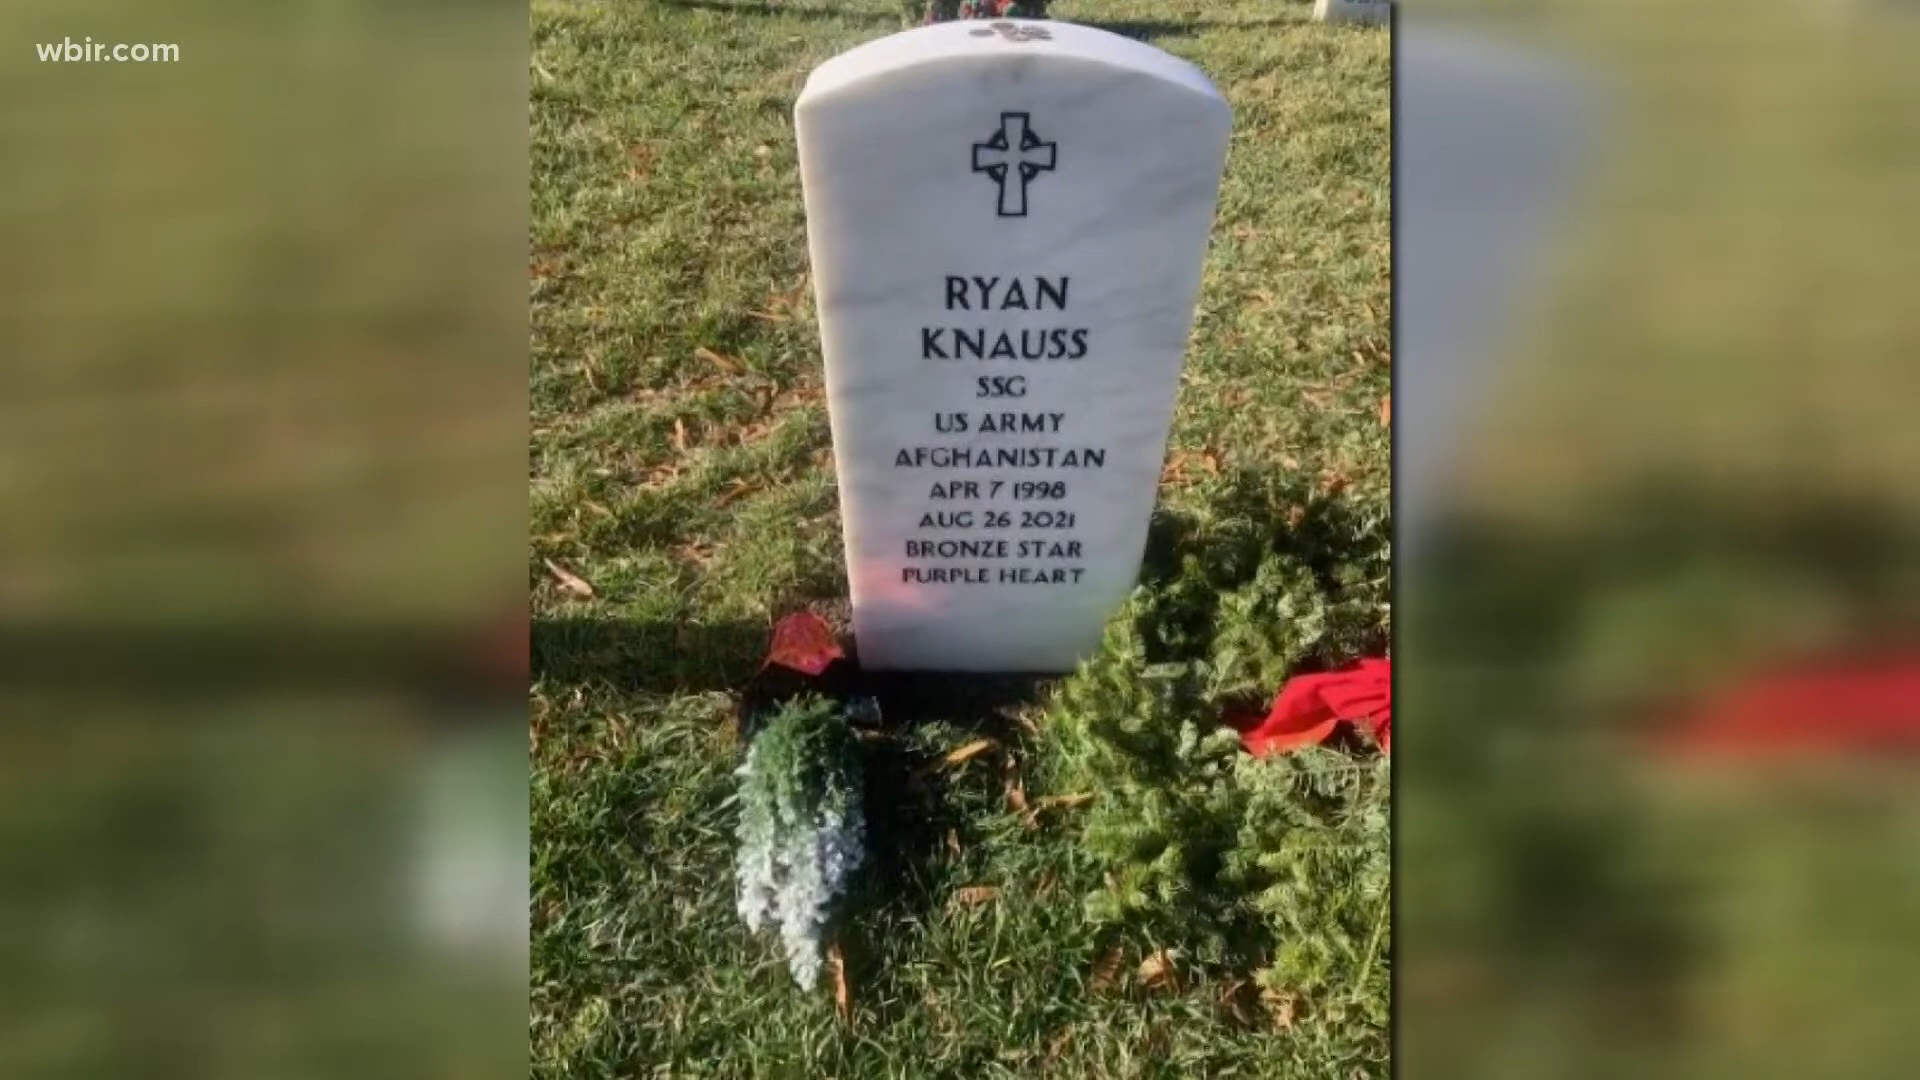 wbir.com
RYAN
KNAUSS
SSG
US ARMY
AFGHANISTAN
APR 7 1998
AUG 26 2021
BRONZE STAR
PURPLE HEART